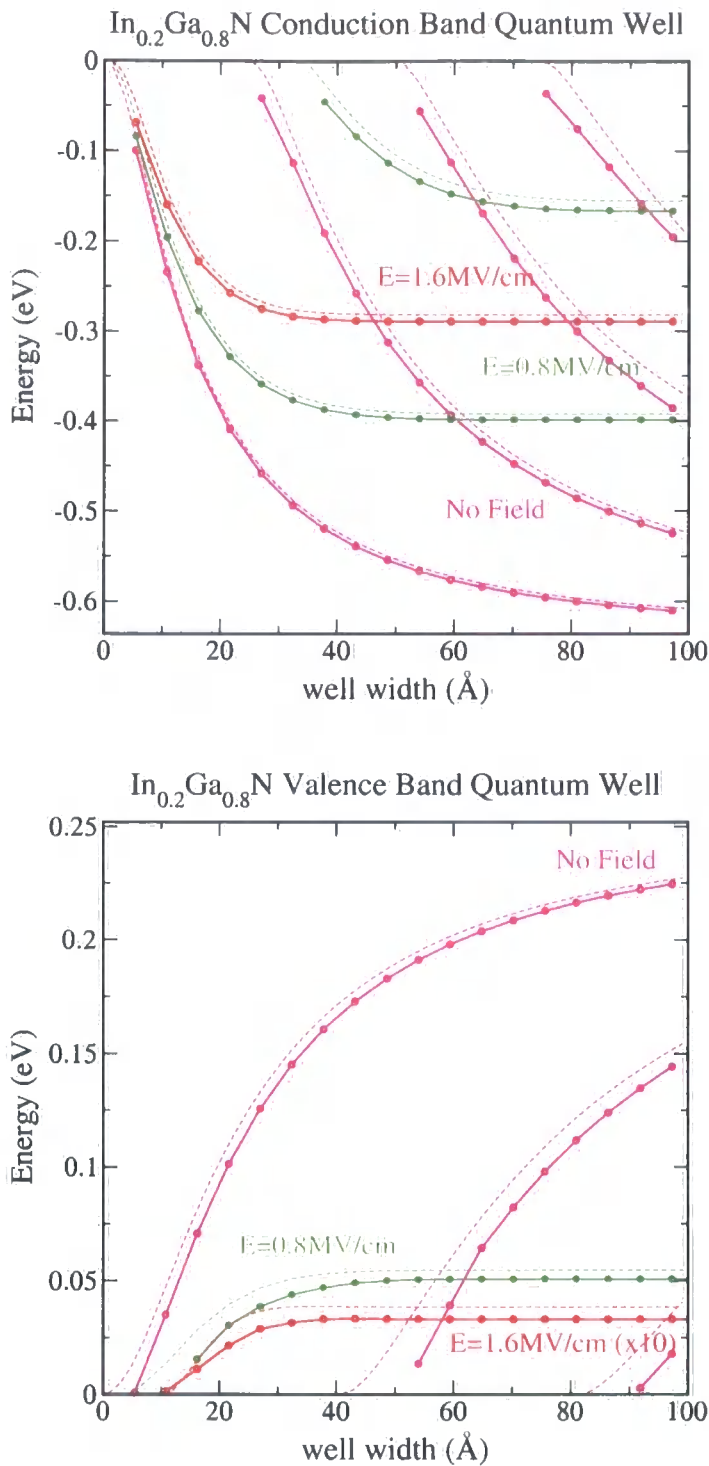 In0.2Ga0.8N Conduction Band Quantum Well
0
-0.1
-0.2
-0.3
-0.4
-0.5
-0.6
Energy (eV)
E=1.6MV/cm
E=0.8MV/cm
No Field
0 20 40 60 80 100
well width (Å)
In0.2Ga0.8N Valence Band Quantum Well
0.25
0.2
0.15
0.1
0.05
0
Energy (eV)
No Field
E=0.8MV/cm
E=1.6MV/cm (x10)
0 20 40 60 80 100
well width (Å)